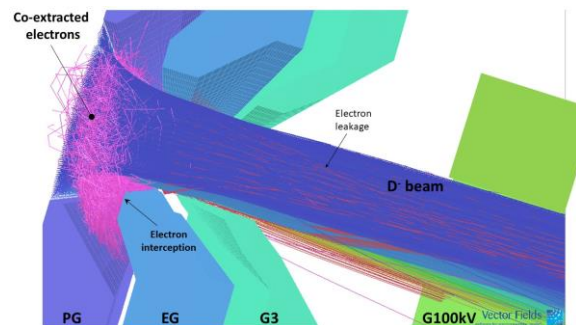 Co-extracted
electrons
Electron
leakage
D⁻ beam
Electron
interception
PG
EG
G3
G100kV
Vector Fields